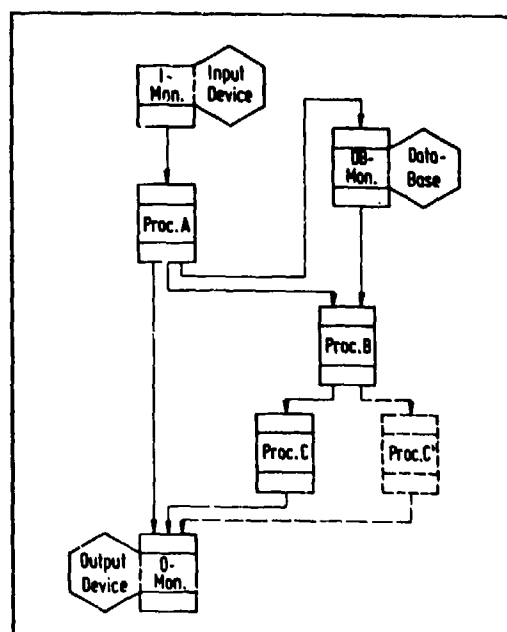 I-
Mon.
Input
Device
DB-
Mon.
Data-
Base
Proc.A
Proc.B
Proc.C
Proc.C'
Output
Device
O-
Mon.